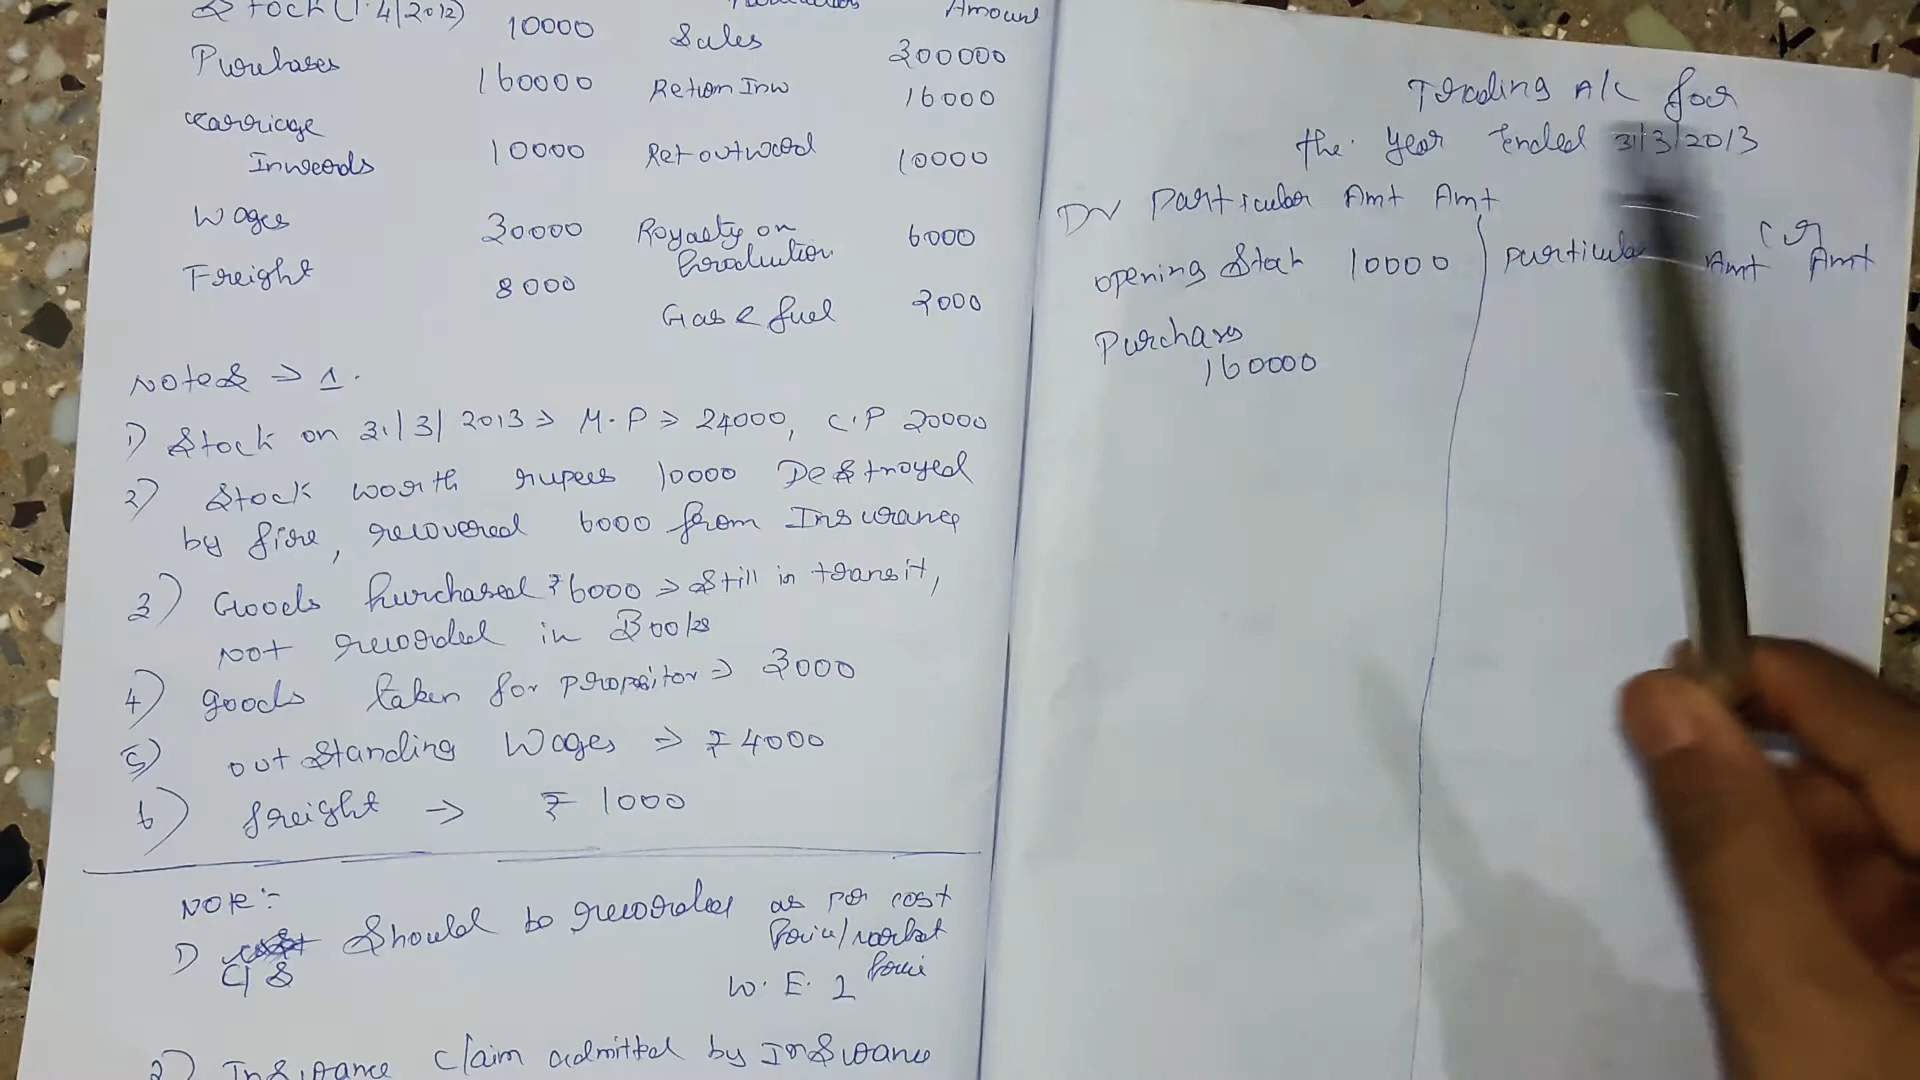 Stock (1.4/2012) 10000 Amount
Purchases 160000 Sales 300000
Carriage Inwards 10000 Return Inw 16000
Wages 30000 Ret outward 10000
Freight 8000 Royalty on Production 6000
Gas & fuel 2000
Notes => 1.
1) Stock on 31/3/2013 => M.P => 24000, C.P 20000
2) Stock worth rupees 10000 Destroyed
by fire, recovered 6000 from Insurance
3) Goods Purchased ₹6000 => Still in transit,
Not recorded in Books
4) goods taken for propritor => 3000
5) outstanding Wages => ₹4000
6) freight → ₹1000
Note:-
1) Cl S Should be recorded as per cost
Price/market
Price
W. E. 1
2) Insurance Claim admitted by Insurance
Trading A/c for
the year Ended 31/3/2013
Dr Particular Amt Amt
Cr
Particular Amt Amt
opening Stock 10000
Purchars
160000